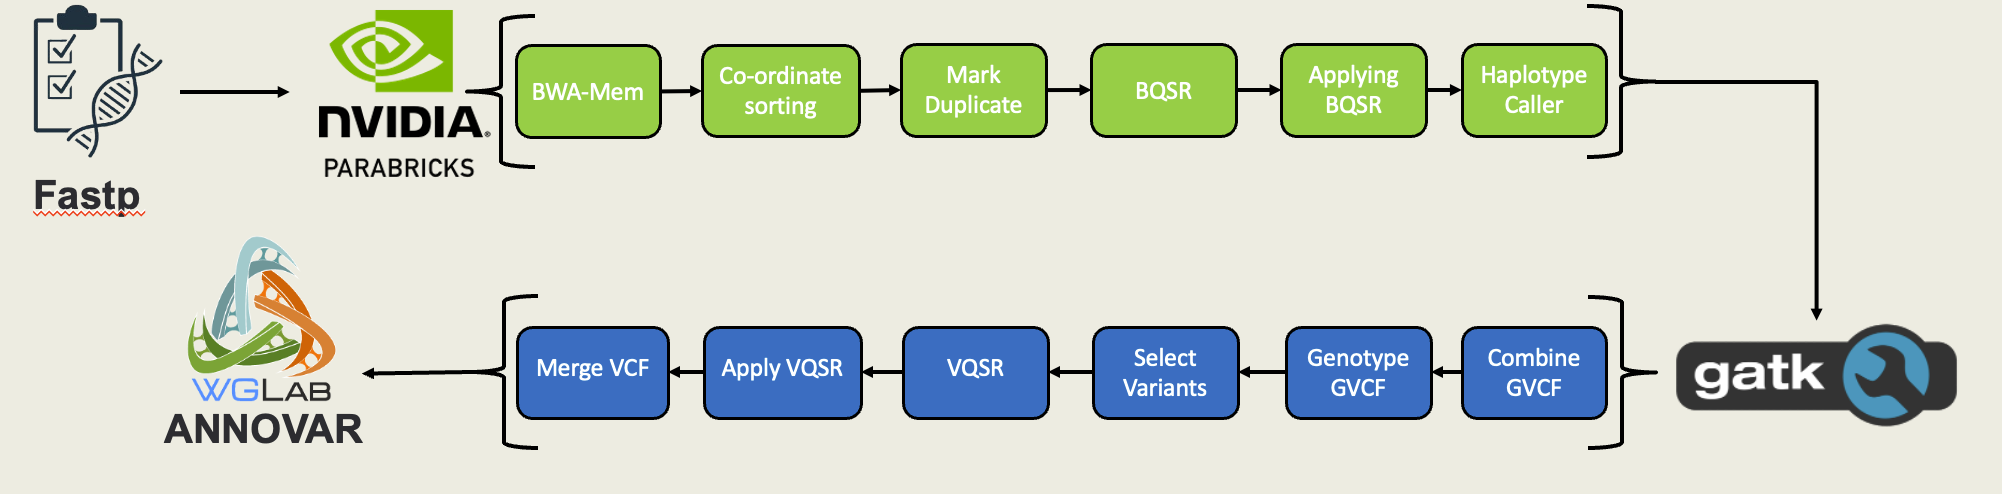 Fastp
NVIDIA®
PARABRICKS
BWA-Mem
Co-ordinate
sorting
Mark
Duplicate
BQSR
Applying
BQSR
Haplotype
Caller
gatk
Combine
GVCF
Genotype
GVCF
Select
Variants
VQSR
Apply VQSR
Merge VCF
WGLAB
ANNOVAR